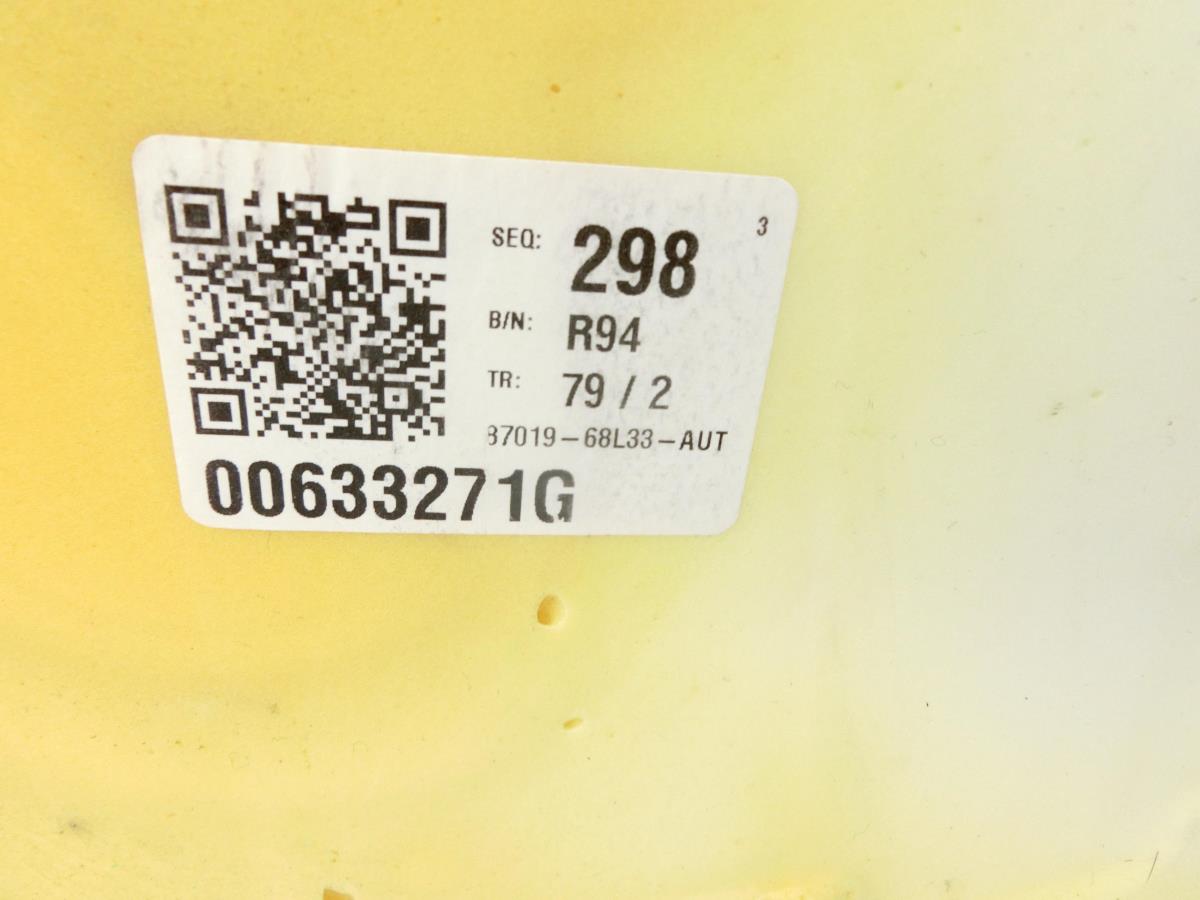 3
SEQ: 298
B/N: R94
TR: 79 / 2
87019-68L33-AUT
00633271G